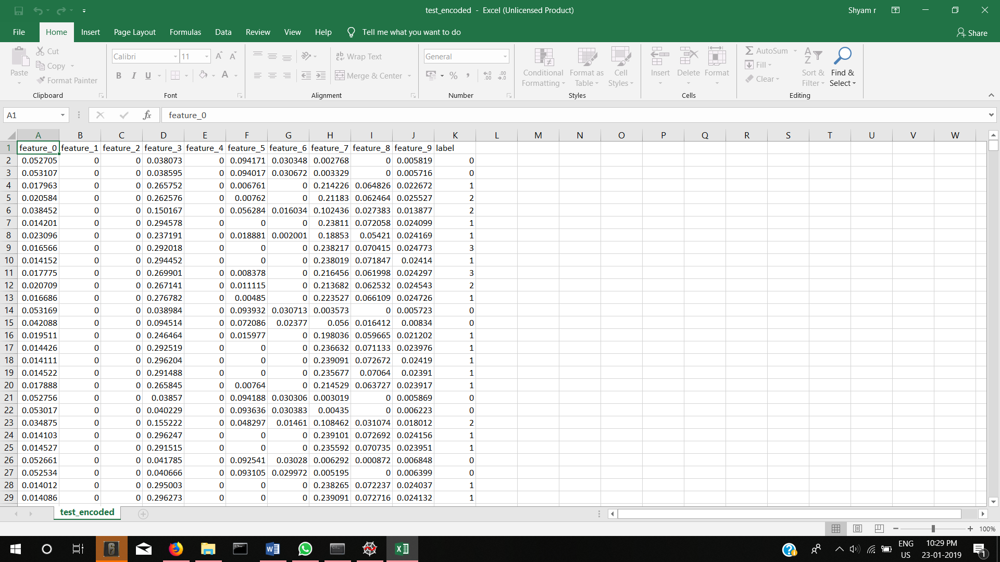 test_encoded - Excel (Unlicensed Product)
Shyam r
File Home Insert Page Layout Formulas Data Review View Help Tell me what you want to do Share
Paste
Cut
Copy
Format Painter
Clipboard
Calibri 11
B I U
Font
Wrap Text
Merge & Center
Alignment
General
Number
Conditional Formatting
Format as Table
Cell Styles
Styles
Insert Delete Format
Cells
AutoSum
Fill
Clear
Sort & Filter
Find & Select
Editing
A1 fx feature_0
A B C D E F G H I J K L M N O P Q R S T U V W
1 feature_0 feature_1 feature_2 feature_3 feature_4 feature_5 feature_6 feature_7 feature_8 feature_9 label
2 0.052705 0 0 0.038073 0 0.094171 0.030348 0.002768 0 0.005819 0
3 0.053107 0 0 0.038595 0 0.094017 0.030672 0.003329 0 0.005716 0
4 0.017963 0 0 0.265752 0 0.006761 0 0.214226 0.064826 0.022672 1
5 0.020584 0 0 0.262576 0 0.00762 0 0.21183 0.062464 0.025527 2
6 0.038452 0 0 0.150167 0 0.056284 0.016034 0.102436 0.027383 0.013877 2
7 0.014201 0 0 0.294578 0 0 0 0.23811 0.072058 0.024099 1
8 0.023096 0 0 0.237191 0 0.018881 0.002001 0.18853 0.05421 0.024169 1
9 0.016566 0 0 0.292018 0 0 0 0.238217 0.070415 0.024773 3
10 0.014152 0 0 0.294452 0 0 0 0.238019 0.071847 0.02414 1
11 0.017775 0 0 0.269901 0 0.008378 0 0.216456 0.061998 0.024297 3
12 0.020709 0 0 0.267141 0 0.011115 0 0.213682 0.062532 0.024543 2
13 0.016686 0 0 0.276782 0 0.00485 0 0.223527 0.066109 0.024726 1
14 0.053169 0 0 0.038984 0 0.093932 0.030713 0.003573 0 0.005723 0
15 0.042088 0 0 0.094514 0 0.072086 0.02377 0.056 0.016412 0.00834 0
16 0.019511 0 0 0.246464 0 0.015977 0 0.198036 0.059665 0.021202 1
17 0.014426 0 0 0.292519 0 0 0 0.236632 0.071133 0.023976 1
18 0.014111 0 0 0.296204 0 0 0 0.239091 0.072672 0.02419 1
19 0.014522 0 0 0.291488 0 0 0 0.235677 0.07064 0.02391 1
20 0.017888 0 0 0.265845 0 0.00764 0 0.214529 0.063727 0.023917 1
21 0.052756 0 0 0.03857 0 0.094188 0.030306 0.003019 0 0.005869 0
22 0.053017 0 0 0.040229 0 0.093636 0.030383 0.00435 0 0.006223 0
23 0.034875 0 0 0.155222 0 0.048297 0.01461 0.108462 0.031074 0.018012 2
24 0.014103 0 0 0.296247 0 0 0 0.239101 0.072692 0.024156 1
25 0.014527 0 0 0.291515 0 0 0 0.235592 0.070735 0.023951 1
26 0.052661 0 0 0.041785 0 0.092541 0.03028 0.006292 0.000872 0.006848 0
27 0.052534 0 0 0.040666 0 0.093105 0.029972 0.005195 0 0.006399 0
28 0.014012 0 0 0.295003 0 0 0 0.238265 0.072237 0.024037 1
29 0.014086 0 0 0.296273 0 0 0 0.239091 0.072716 0.024132 1
test_encoded
100%
ENG
US
10:29 PM
23-01-2019
1